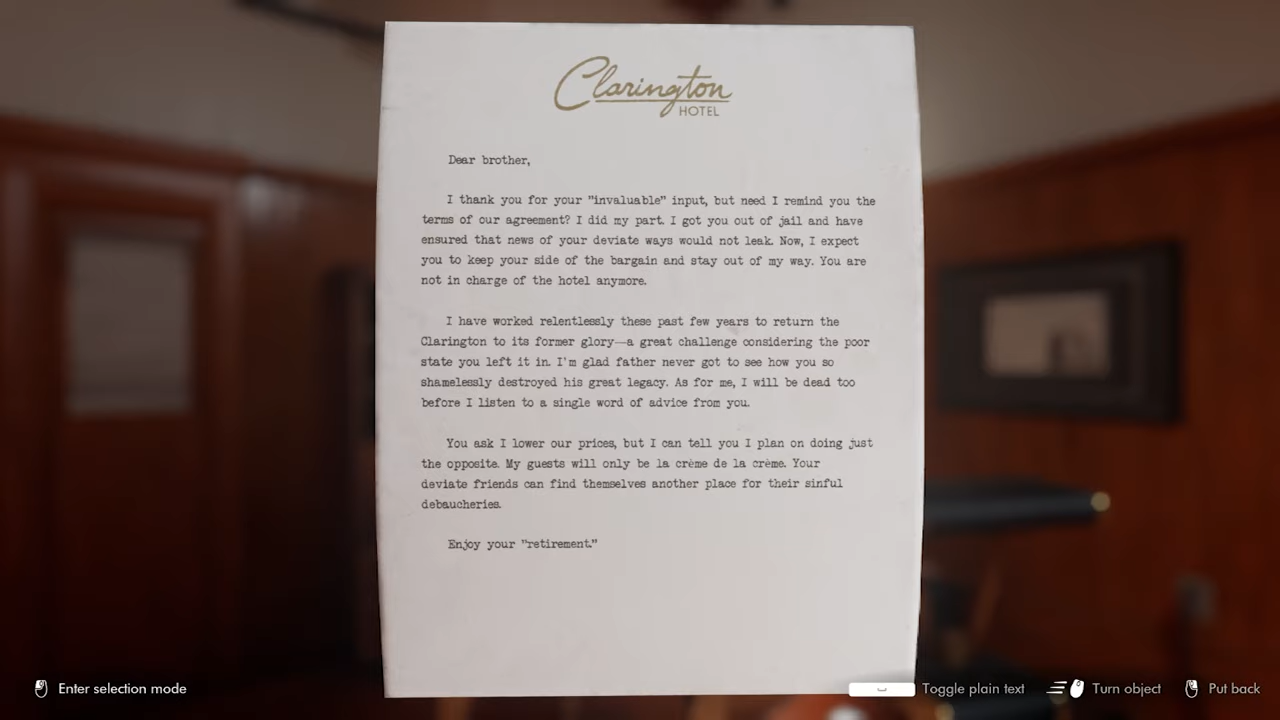 Clarington
HOTEL
Dear brother,
I thank you for your "invaluable" input, but need I remind you the
terms of our agreement? I did my part. I got you out of jail and have
ensured that news of your deviate ways would not leak. Now, I expect
you to keep your side of the bargain and stay out of my way. You are
not in charge of the hotel anymore.
I have worked relentlessly these past few years to return the
Clarington to its former glory—a great challenge considering the poor
state you left it in. I'm glad father never got to see how you so
shamelessly destroyed his great legacy. As for me, I will be dead too
before I listen to a single word of advice from you.
You ask I lower our prices, but I can tell you I plan on doing just
the opposite. My guests will only be la crème de la crème. Your
deviate friends can find themselves another place for their sinful
debaucheries.
Enjoy your "retirement."
Enter selection mode
Toggle plain text
Turn object
Put back